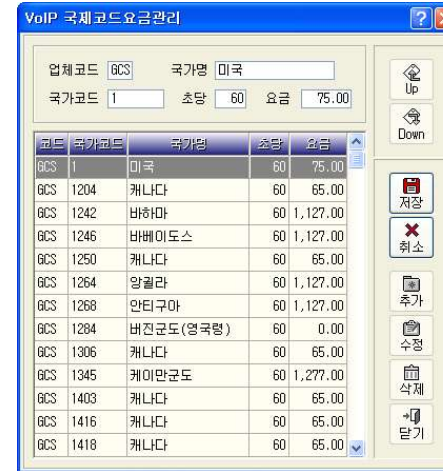 VoIP 국제코드요금관리
업체코드 GCS 국가명 미국
국가코드 1 초당 60 요금 75.00
Up
Down
코드 국가코드 국가명 초당 요금
GCS 1 미국 60 75.00
GCS 1204 캐나다 60 65.00
GCS 1242 바하마 60 1,127.00
GCS 1246 바베이도스 60 1,127.00
GCS 1250 캐나다 60 65.00
GCS 1264 앙귈라 60 1,127.00
GCS 1268 안티구아 60 1,127.00
GCS 1284 버진군도(영국령) 60 0.00
GCS 1306 캐나다 60 65.00
GCS 1345 케이만군도 60 1,277.00
GCS 1403 캐나다 60 65.00
GCS 1416 캐나다 60 65.00
GCS 1418 캐나다 60 65.00
저장
취소
추가
수정
삭제
닫기